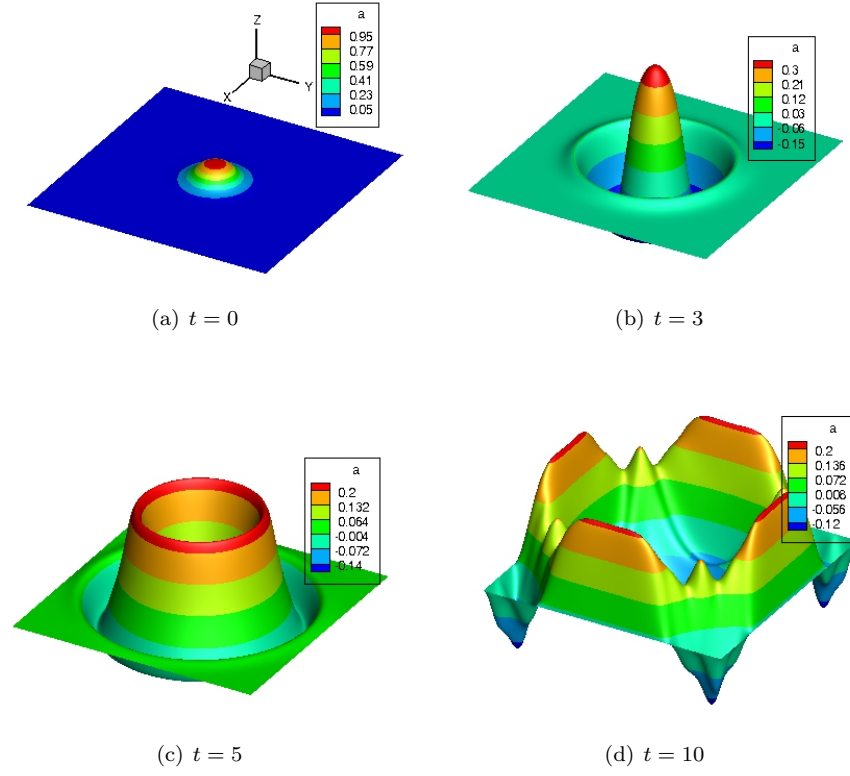 a
0.95
0.77
0.59
0.41
0.23
0.05
Z
Y
X
a
0.3
0.21
0.12
0.03
-0.06
-0.15
(a) t = 0
(b) t = 3
a
0.2
0.132
0.064
-0.004
-0.072
-0.14
a
0.2
0.136
0.072
0.008
-0.056
-0.12
(c) t = 5
(d) t = 10